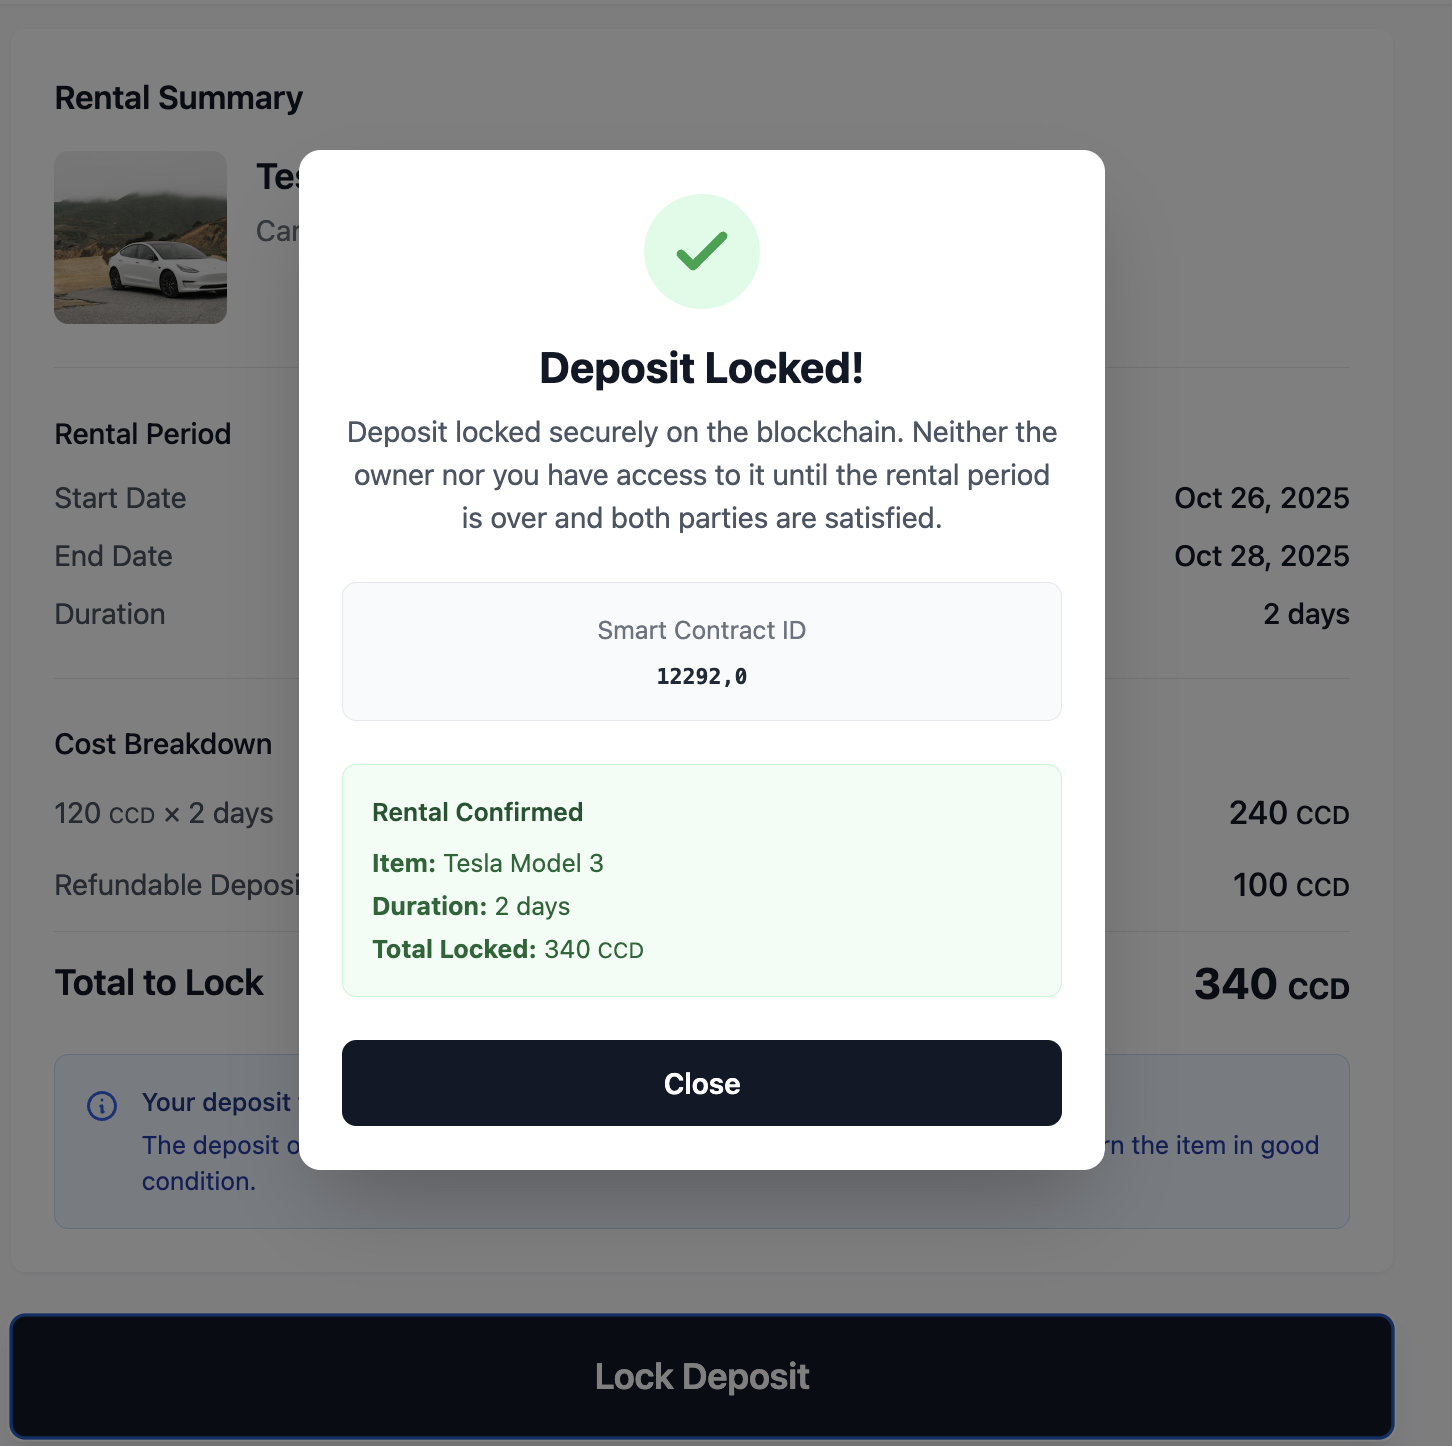 Rental Summary
Rental Period
Start Date
Oct 26, 2025
End Date
Oct 28, 2025
Duration
2 days
Cost Breakdown
120 CCD × 2 days
240 CCD
Refundable
100 CCD
Total to Lock
340 CCD
Your deposit
The deposit
the item in good
condition.
Lock Deposit
Deposit Locked!
Deposit locked securely on the blockchain. Neither the
owner nor you have access to it until the rental period
is over and both parties are satisfied.
Smart Contract ID
12292,0
Rental Confirmed
Item: Tesla Model 3
Duration: 2 days
Total Locked: 340 CCD
Close